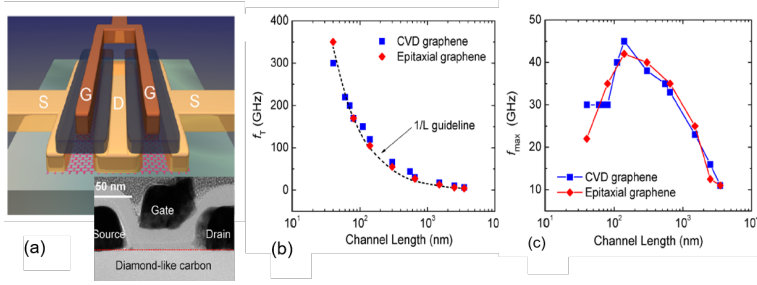 S
G
D
G
S
50 nm
Gate
Source
Drain
Diamond-like carbon
(a)
400
300
200
100
0
f_T (GHz)
CVD graphene
Epitaxial graphene
1/L guideline
10¹
10²
10³
10⁴
Channel Length (nm)
(b)
50
40
30
20
10
f_max (GHz)
CVD graphene
Epitaxial graphene
10¹
10²
10³
10⁴
Channel Length (nm)
(c)